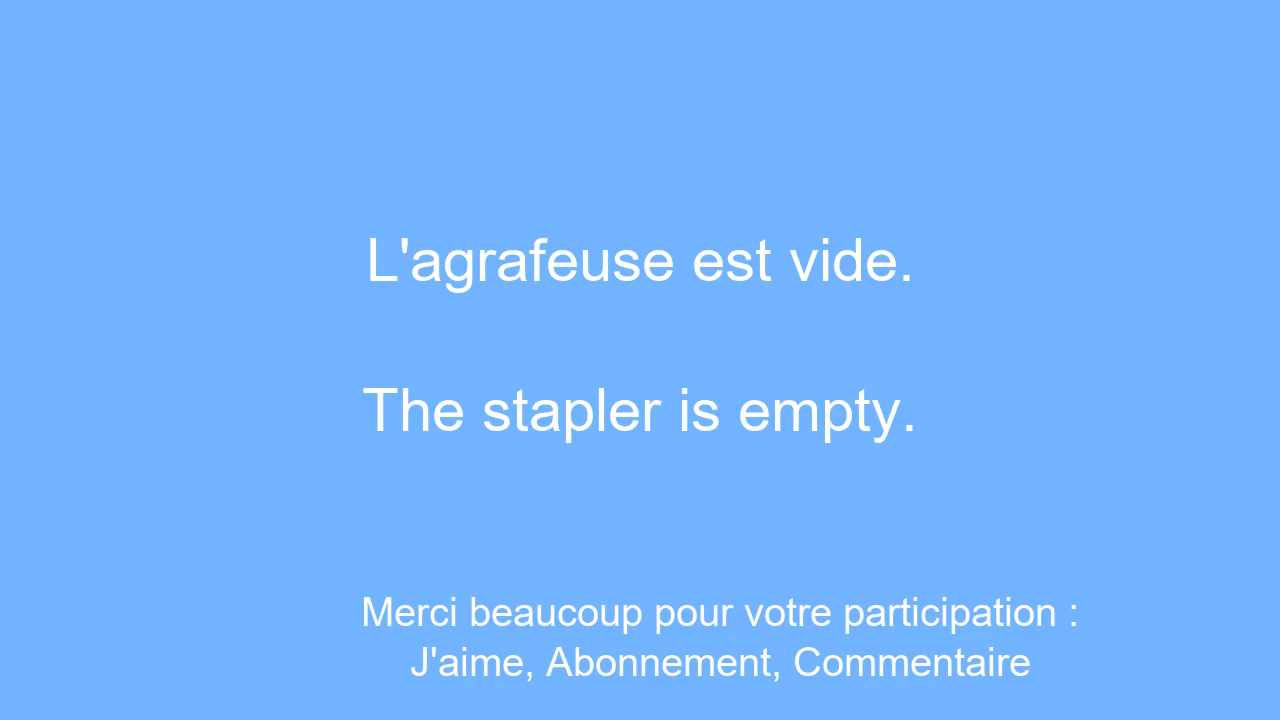 L'agrafeuse est vide.
The stapler is empty.
Merci beaucoup pour votre participation :
J'aime, Abonnement, Commentaire